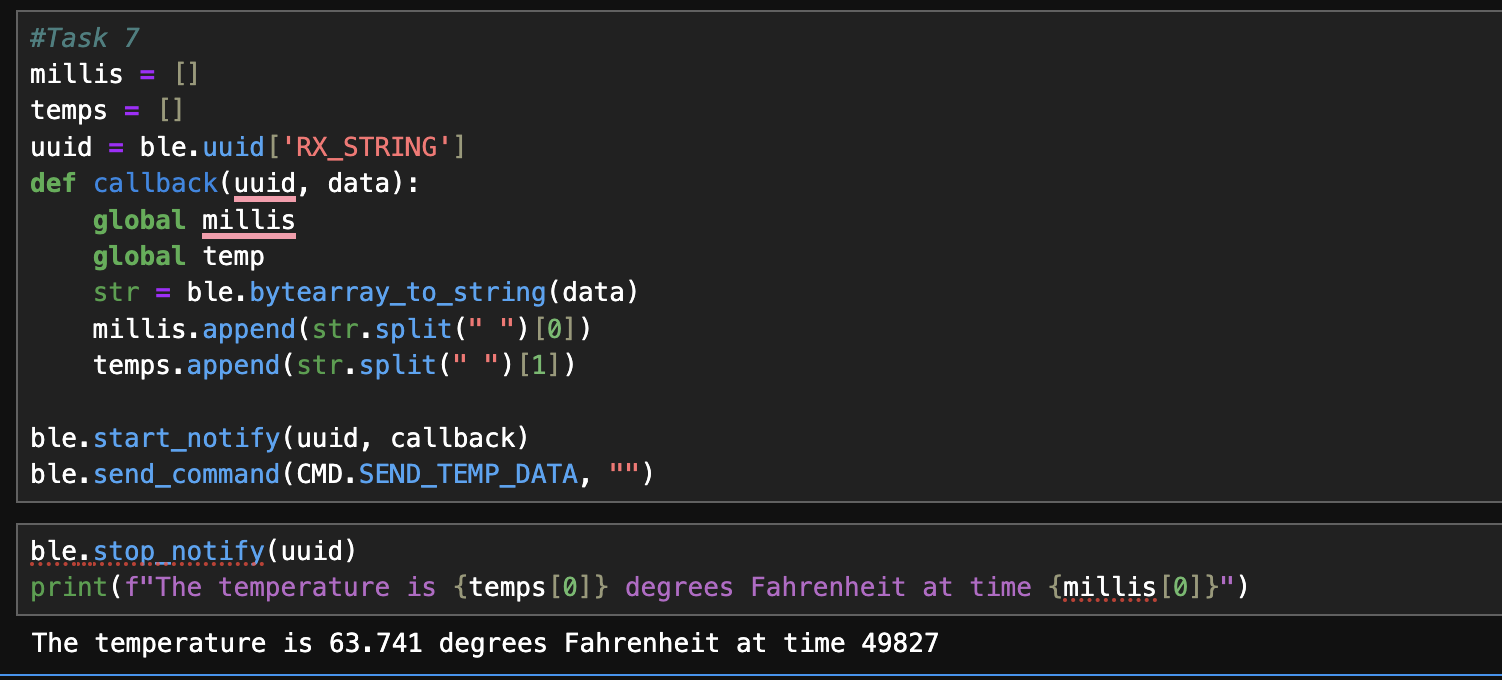 #Task 7
millis = []
temps = []
uuid = ble.uuid['RX_STRING']
def callback(uuid, data):
    global millis
    global temp
    str = ble.bytearray_to_string(data)
    millis.append(str.split(" ")[0])
    temps.append(str.split(" ")[1])
ble.start_notify(uuid, callback)
ble.send_command(CMD.SEND_TEMP_DATA, "")
ble.stop_notify(uuid)
print(f"The temperature is {temps[0]} degrees Fahrenheit at time {millis[0]}")
The temperature is 63.741 degrees Fahrenheit at time 49827